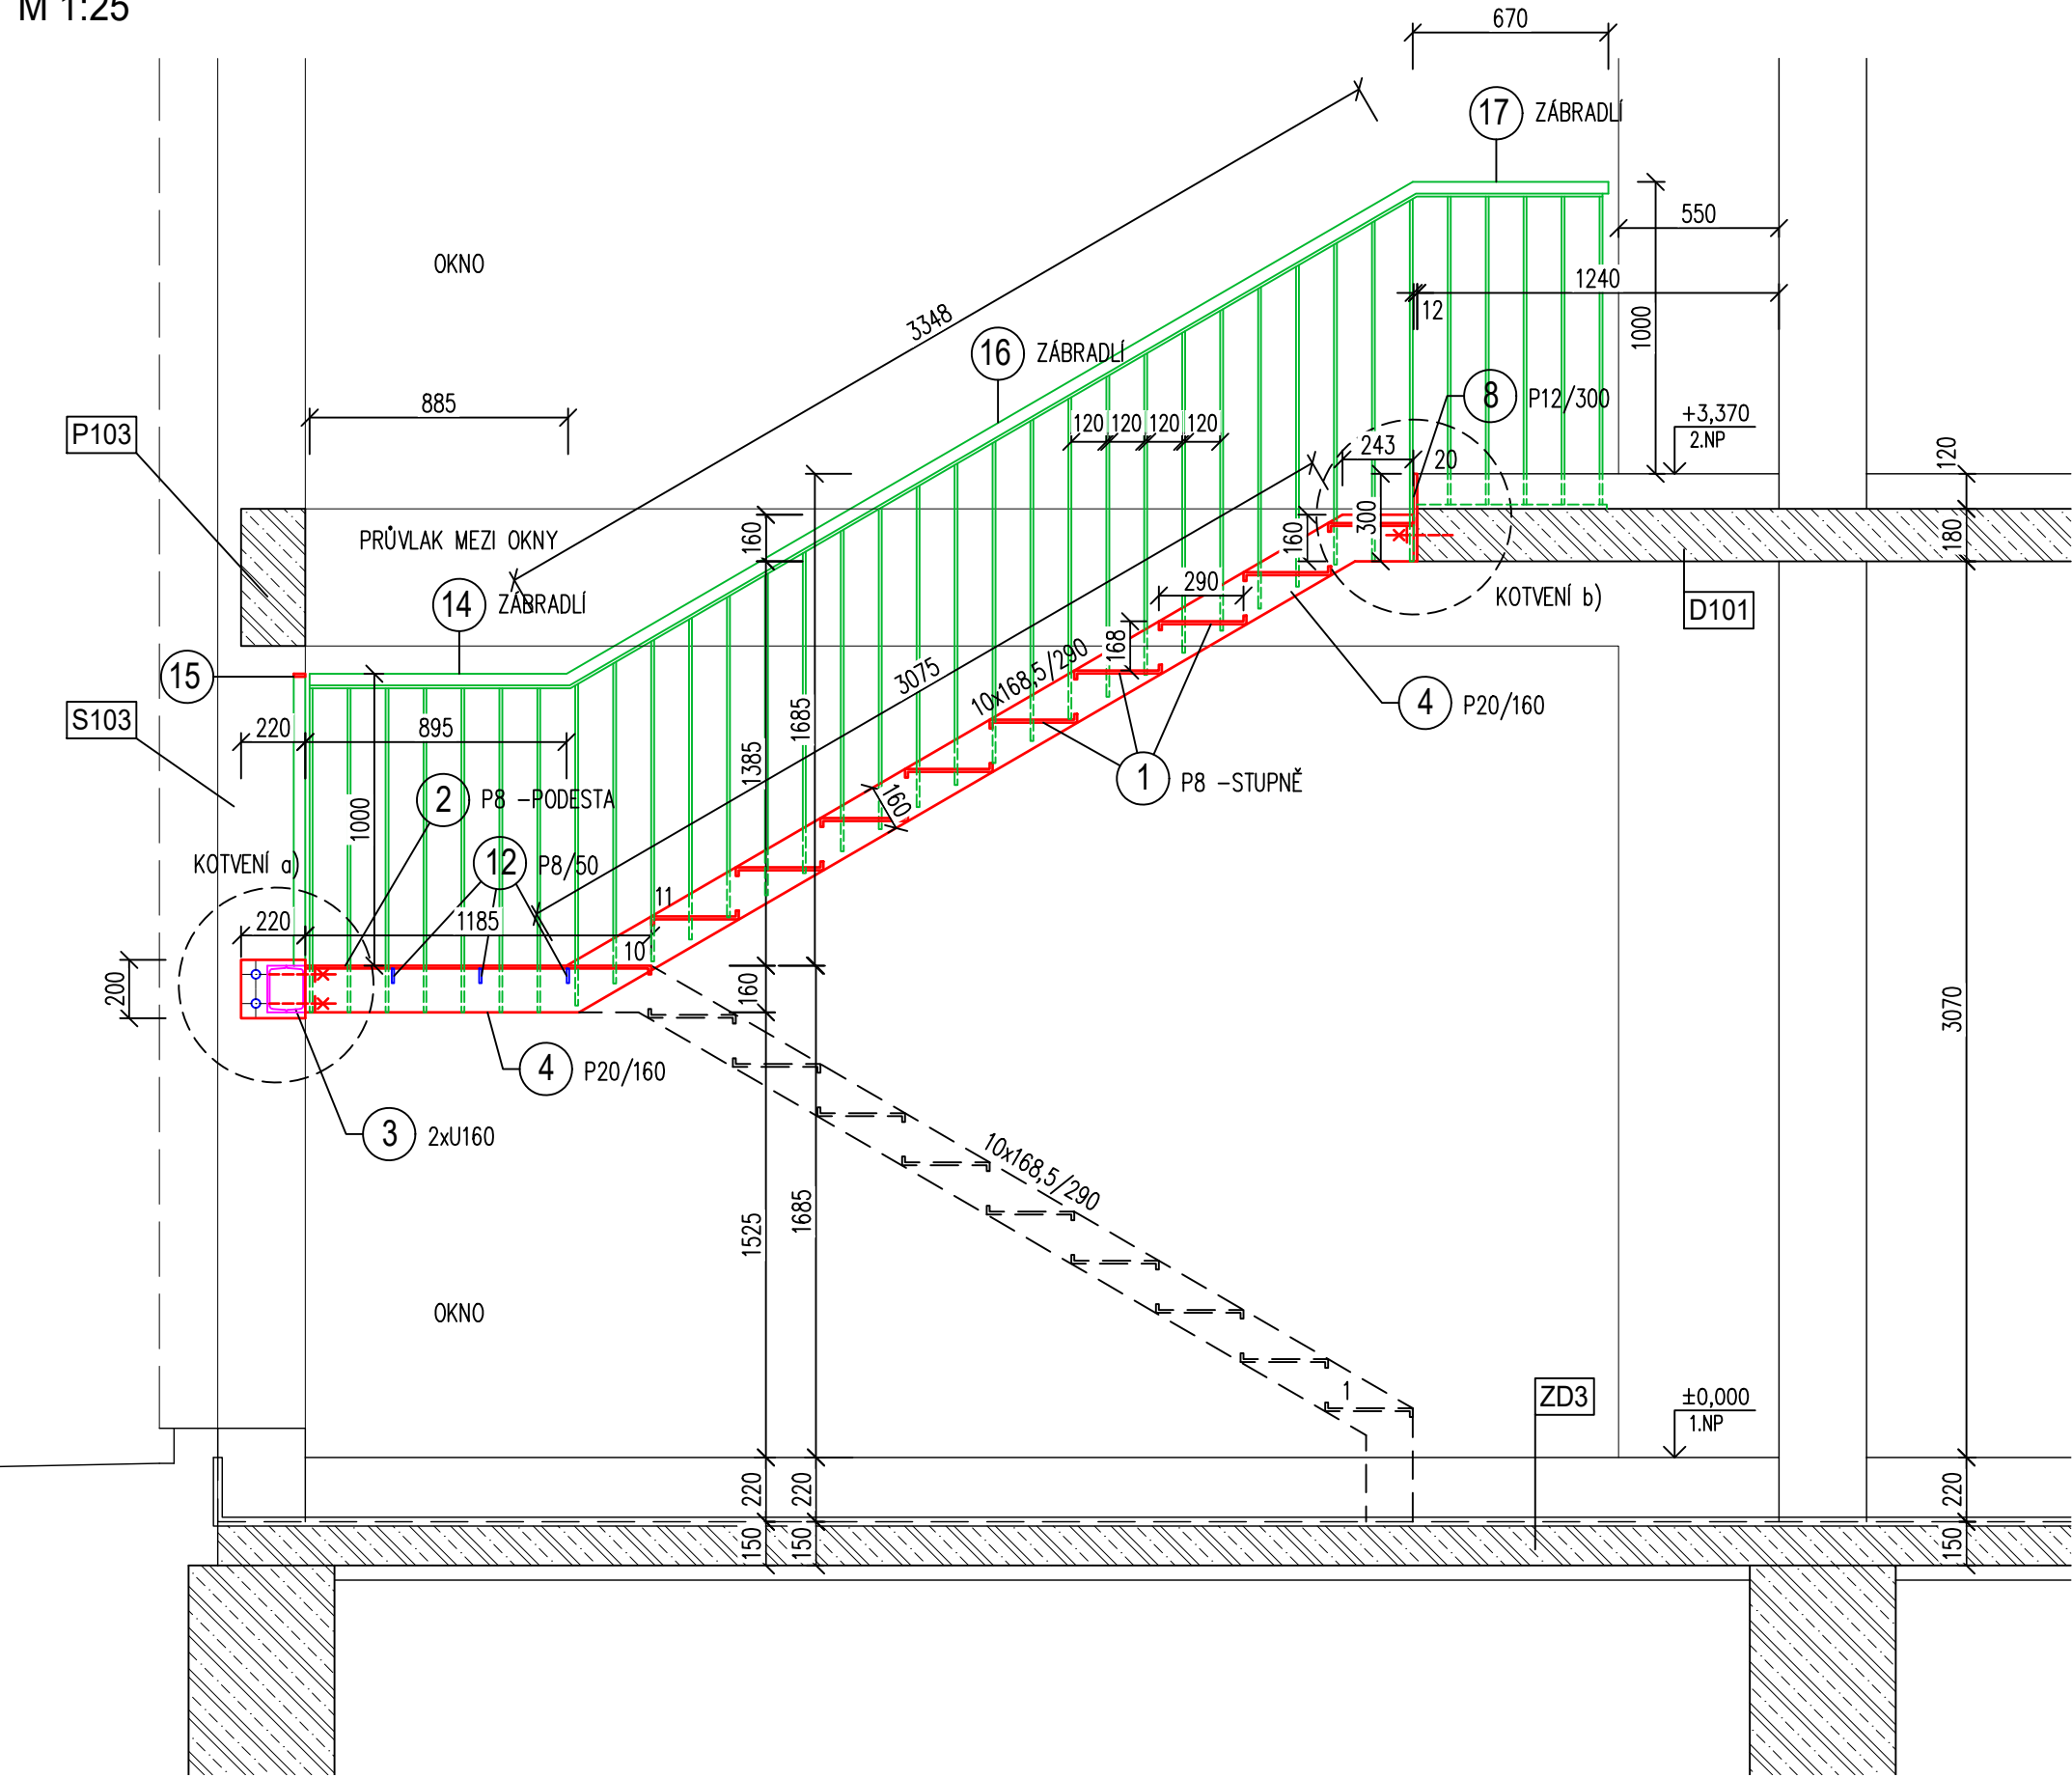 M 1:25
670
17 ZÁBRADLÍ
550
OKNO
1240
12
3348
1000
16 ZÁBRADLÍ
885
8 P12/300
P103
120 120 120 120
+3,370
2.NP
243
20
120
160
300
160
180
PRŮVLAK MEZI OKNY
290
KOTVENÍ b)
14 ZÁBRADLÍ
D101
168
15
10x168,5/290
3075
4 P20/160
S103
220
895
1685
1385
1 P8 -STUPNĚ
2 P8 -PODESTA
160
1000
KOTVENÍ a)
12 P8/50
11
220
1185
10
200
160
3070
4 P20/160
3 2xU160
10x168,5/290
1525
1685
OKNO
1
ZD3
±0,000
1.NP
220
220
220
150
150
150